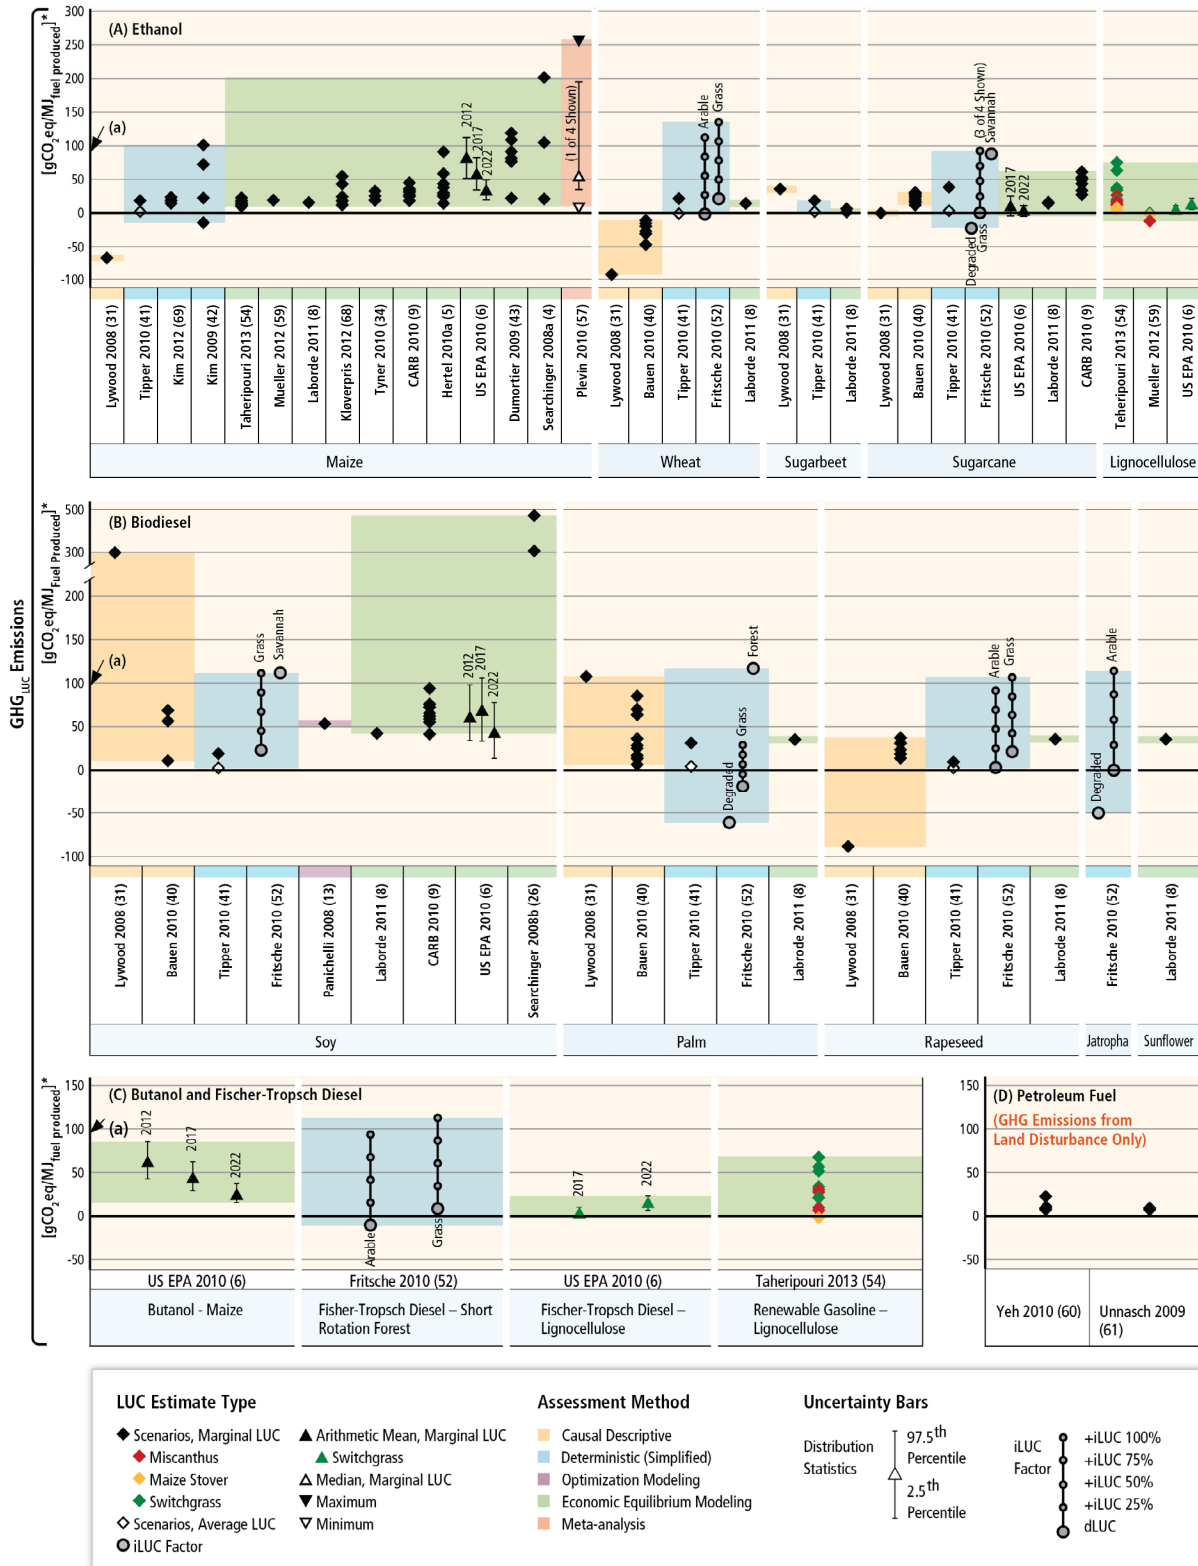 GHG LUC Emissions
[gCO2eq/MJfuel produced]*
(A) Ethanol
300
250
200
150
100
50
0
-50
-100
(a)
2012
2017
2022
(1 of 4 Shown)
Arable
Grass
Degraded
Grass
(3 of 4 Shown)
Savannah
2017
2022
Lywood 2008 (31)
Tipper 2010 (41)
Kim 2012 (69)
Kim 2009 (42)
Taheripouri 2013 (54)
Mueller 2012 (59)
Laborde 2011 (8)
Kløverpris 2012 (68)
Tyner 2010 (34)
CARB 2010 (9)
Hertel 2010a (5)
US EPA 2010 (6)
Dumortier 2009 (43)
Searchinger 2008a (4)
Plevin 2010 (57)
Lywood 2008 (31)
Bauen 2010 (40)
Tipper 2010 (41)
Fritsche 2010 (52)
Laborde 2011 (8)
Lywood 2008 (31)
Tipper 2010 (41)
Laborde 2011 (8)
Lywood 2008 (31)
Bauen 2010 (40)
Tipper 2010 (41)
Fritsche 2010 (52)
US EPA 2010 (6)
Laborde 2011 (8)
CARB 2010 (9)
Teheripouri 2013 (54)
Mueller 2012 (59)
US EPA 2010 (6)
Maize
Wheat
Sugarbeet
Sugarcane
Lignocellulose
[gCO2eq/MJFuel Produced]*
(B) Biodiesel
500
300
200
150
100
50
0
-50
-100
(a)
Grass
Savannah
2012
2017
2022
Degraded
Grass
Forest
Arable
Grass
Degraded
Arable
Lywood 2008 (31)
Bauen 2010 (40)
Tipper 2010 (41)
Fritsche 2010 (52)
Panichelli 2008 (13)
Laborde 2011 (8)
CARB 2010 (9)
US EPA 2010 (6)
Searchinger 2008b (26)
Lywood 2008 (31)
Bauen 2010 (40)
Tipper 2010 (41)
Fritsche 2010 (52)
Labrode 2011 (8)
Lywood 2008 (31)
Bauen 2010 (40)
Tipper 2010 (41)
Fritsche 2010 (52)
Labrode 2011 (8)
Fritsche 2010 (52)
Laborde 2011 (8)
Soy
Palm
Rapeseed
Jatropha
Sunflower
[gCO2eq/MJfuel produced]*
(C) Butanol and Fischer-Tropsch Diesel
150
100
50
0
-50
(a)
2012
2017
2022
Arable
Grass
2017
2022
US EPA 2010 (6)
Fritsche 2010 (52)
US EPA 2010 (6)
Taheripouri 2013 (54)
Butanol - Maize
Fisher-Tropsch Diesel – Short
Rotation Forest
Fischer-Tropsch Diesel –
Lignocellulose
Renewable Gasoline –
Lignocellulose
(D) Petroleum Fuel
(GHG Emissions from
Land Disturbance Only)
150
100
50
0
-50
Yeh 2010 (60)
Unnasch 2009
(61)
LUC Estimate Type
Scenarios, Marginal LUC
Miscanthus
Maize Stover
Switchgrass
Scenarios, Average LUC
iLUC Factor
Arithmetic Mean, Marginal LUC
Switchgrass
Median, Marginal LUC
Maximum
Minimum
Assessment Method
Causal Descriptive
Deterministic (Simplified)
Optimization Modeling
Economic Equilibrium Modeling
Meta-analysis
Uncertainty Bars
Distribution
Statistics
97.5th
Percentile
2.5th
Percentile
iLUC
Factor
+iLUC 100%
+iLUC 75%
+iLUC 50%
+iLUC 25%
dLUC